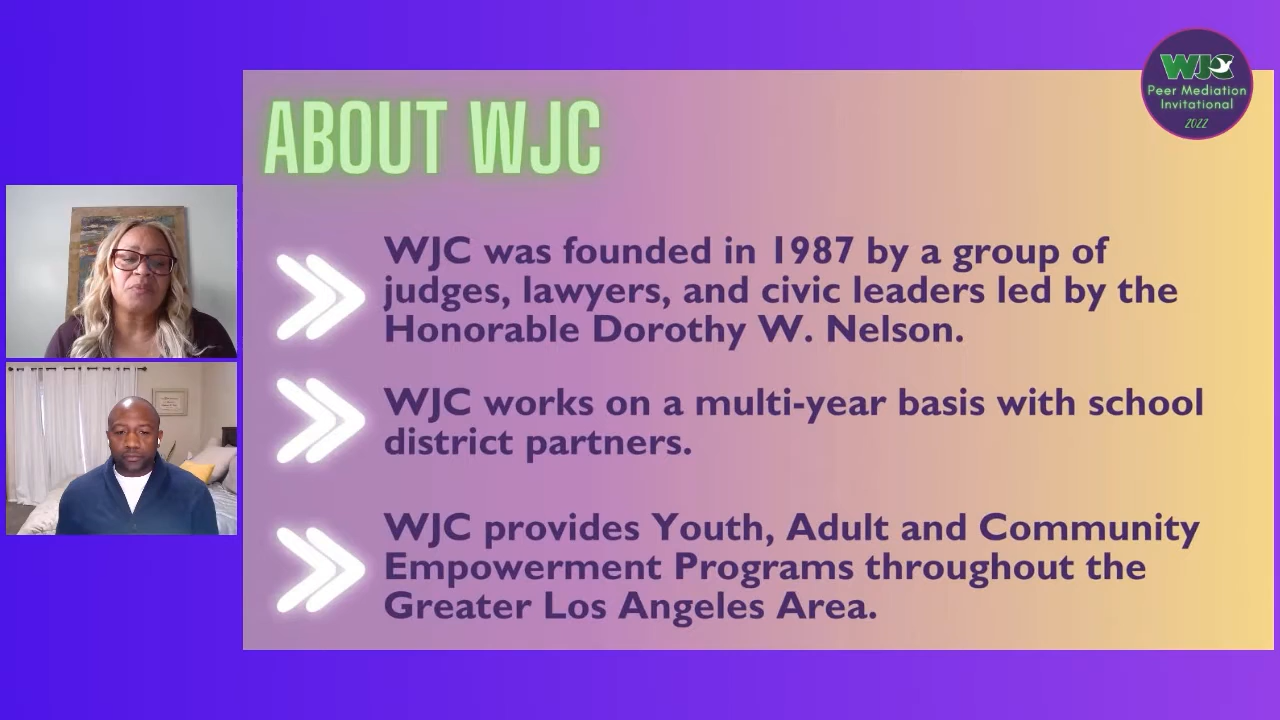 WJC
Peer Mediation
Invitational
2022
ABOUT WJC
WJC was founded in 1987 by a group of
judges, lawyers, and civic leaders led by the
Honorable Dorothy W. Nelson.
WJC works on a multi-year basis with school
district partners.
WJC provides Youth, Adult and Community
Empowerment Programs throughout the
Greater Los Angeles Area.